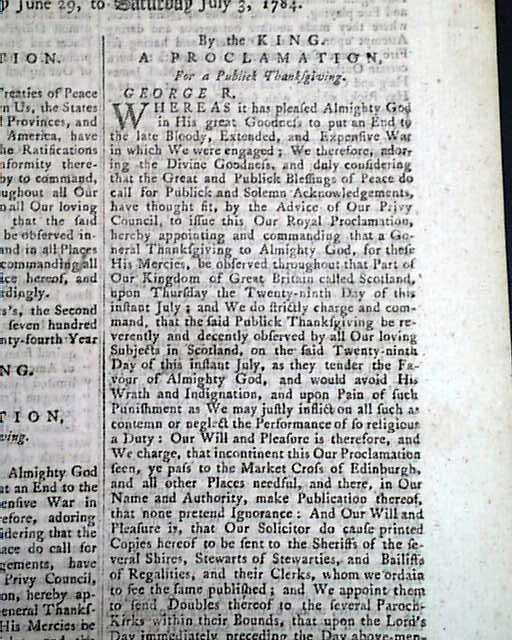 June 29, to Saturday July 3, 1784.
TION.
Treaties of Peace
n Us, the States
Provinces, and
America, have
he Ratifications
nformity there-
by to command,
ughout all Our
n all Our loving
that the said
be observed in-
and in all Places
commanding all
ice hereof, and
rdingly.
s's, the Second
seven hundred
nty-fourth Year
NG.
TION,
ving.
Almighty God
ut an End to the
ensive War in
refore, adoring
idering that the
ace do call for
gements, have
Privy Council,
on, hereby ap-
eneral Thanks-
His Mercies be
By the KING.
A PROCLAMATION,
For a Publick Thanksgiving.
GEORGE R.
WHEREAS it has pleased Almighty God
in His great Goodness to put an End to
the late Bloody, Extended, and Expensive War
in which We were engaged; We therefore, ador-
ing the Divine Goodness, and duly considering
that the Great and Publick Blessings of Peace do
call for Publick and Solemn Acknowledgements,
have thought fit, by the Advice of Our Privy
Council, to issue this Our Royal Proclamation,
hereby appointing and commanding that a Ge-
neral Thanksgiving to Almighty God, for these
His Mercies, be observed throughout that Part of
Our Kingdom of Great Britain called Scotland,
upon Thursday the Twenty-ninth Day of this
instant July; and We do strictly charge and com-
mand, that the said Publick Thanksgiving be re-
verently and decently observed by all Our loving
Subjects in Scotland, on the said Twenty-ninth
Day of this instant July, as they tender the Fa-
vour of Almighty God, and would avoid His
Wrath and Indignation, and upon Pain of such
Punishment as We may justly inflict on all such as
contemn or neglect the Performance of so religious
a Duty: Our Will and Pleasure is therefore, and
We charge, that incontinent this Our Proclamation
seen, ye pass to the Market Cross of Edinburgh,
and all other Places needful, and there, in Our
Name and Authority, make Publication thereof,
that none pretend Ignorance: And Our Will and
Pleasure is, that Our Solicitor do cause printed
Copies hereof to be sent to the Sheriffs of the se-
veral Shires, Stewarts of Stewarties, and Bailiffs
of Regalities, and their Clerks, whom we ordain
to see the same published; and We appoint them
to send Doubles thereof to the several Paroch-
Kirks within their Bounds, that upon the Lord's
Day immediately preceding the Day above-men-